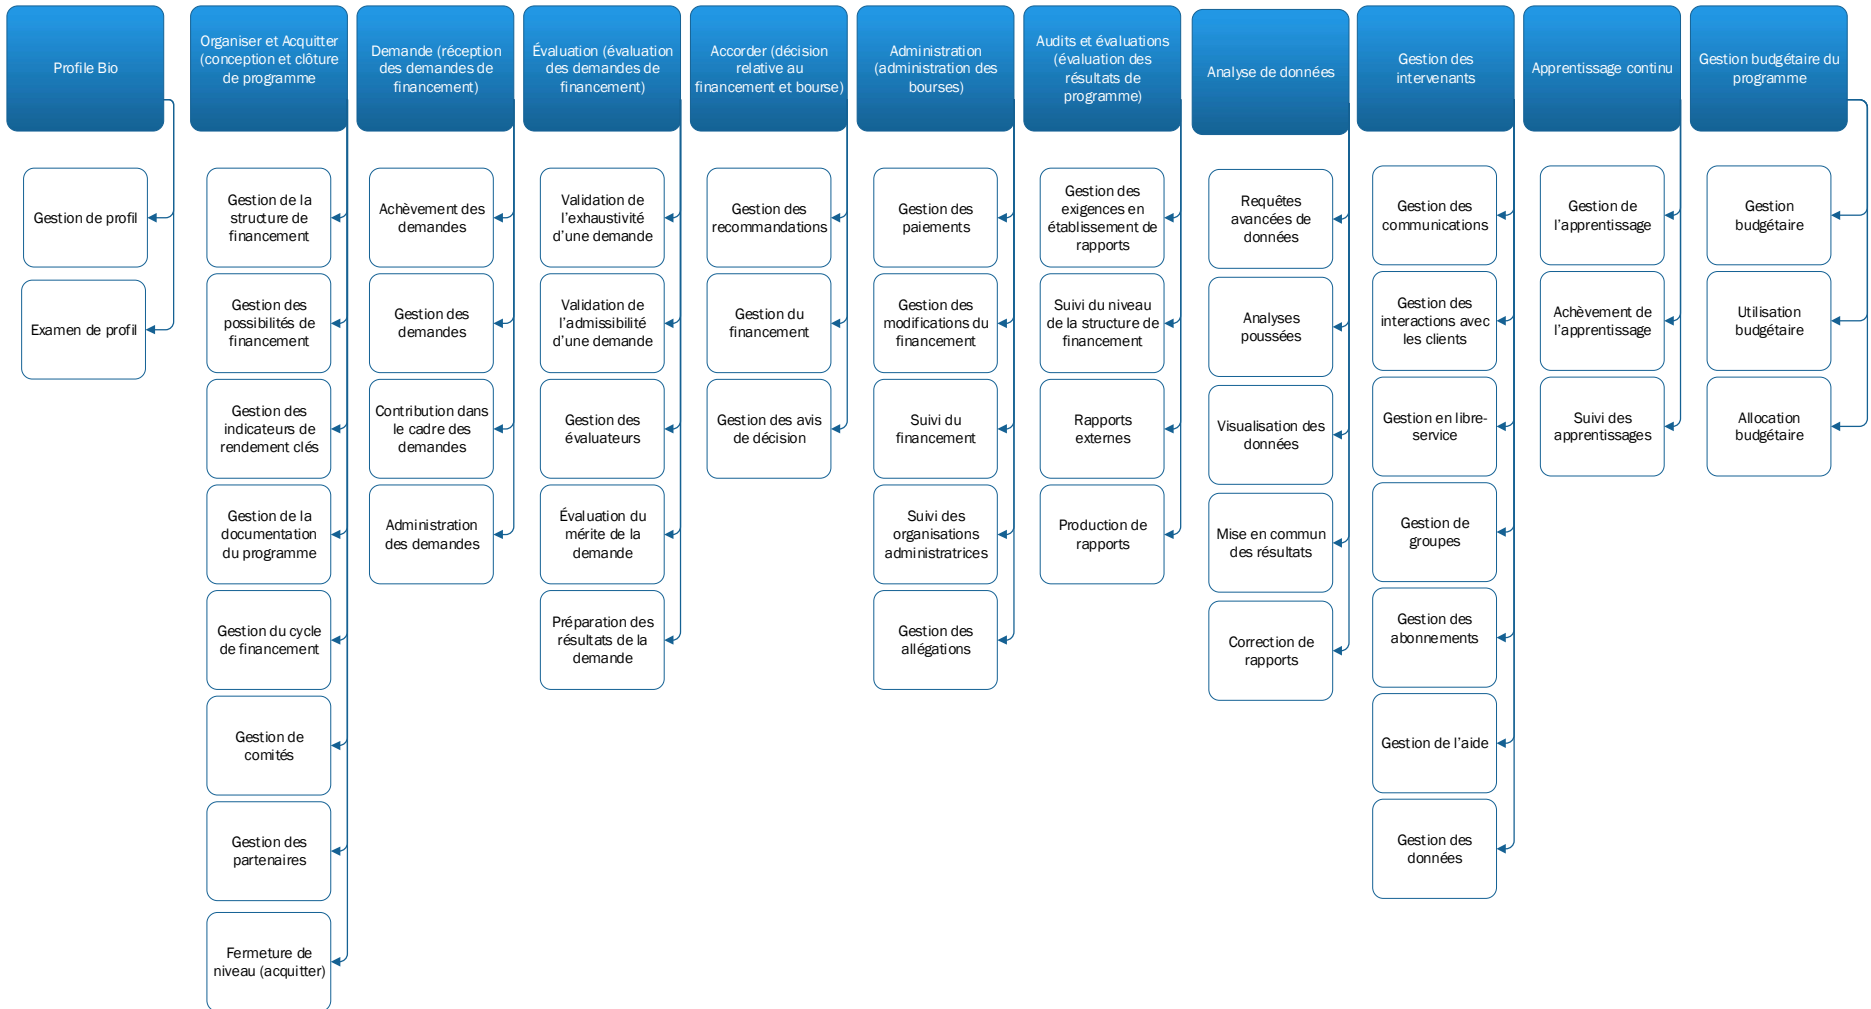 Profile Bio
Gestion de profil
Examen de profil
Organiser et Acquitter
(conception et clôture
de programme
Gestion de la
structure de
financement
Gestion des
possibilités de
financement
Gestion des
indicateurs de
rendement clés
Gestion de la
documentation
du programme
Gestion du cycle
de financement
Gestion de
comités
Gestion des
partenaires
Fermeture de
niveau (acquitter)
Demande (réception
des demandes de
financement)
Achèvement des
demandes
Gestion des
demandes
Contribution dans
le cadre des
demandes
Administration
des demandes
Évaluation (évaluation
des demandes de
financement)
Validation de
l'exhaustivité
d'une demande
Validation de
l'admissibilité
d'une demande
Gestion des
évaluateurs
Évaluation du
mérite de la
demande
Préparation des
résultats de la
demande
Accorder (décision
relative au
financement et bourse)
Gestion des
recommandations
Gestion du
financement
Gestion des avis
de décision
Administration
(administration des
bourses)
Gestion des
paiements
Gestion des
modifications du
financement
Suivi du
financement
Suivi des
organisations
administratrices
Gestion des
allégations
Audits et évaluations
(évaluation des
résultats de
programme)
Gestion des
exigences en
établissement de
rapports
Suivi du niveau
de la structure de
financement
Rapports
externes
Production de
rapports
Analyse de données
Requêtes
avancées de
données
Analyses
poussées
Visualisation des
données
Mise en commun
des résultats
Correction de
rapports
Gestion des
intervenants
Gestion des
communications
Gestion des
interactions avec
les clients
Gestion en libre-
service
Gestion de
groupes
Gestion des
abonnements
Gestion de l'aide
Gestion des
données
Apprentissage continu
Gestion de
l'apprentissage
Achèvement de
l'apprentissage
Suivi des
apprentissages
Gestion budgétaire du
programme
Gestion
budgétaire
Utilisation
budgétaire
Allocation
budgétaire